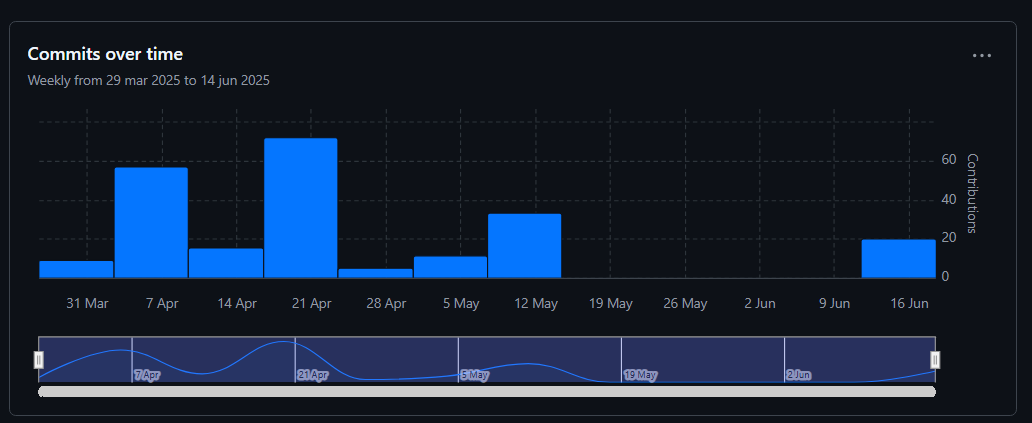 Commits over time
Weekly from 29 mar 2025 to 14 jun 2025
60
40
20
0
Contributions
31 Mar 7 Apr 14 Apr 21 Apr 28 Apr 5 May 12 May 19 May 26 May 2 Jun 9 Jun 16 Jun
7 Apr 21 Apr 5 May 19 May 2 Jun